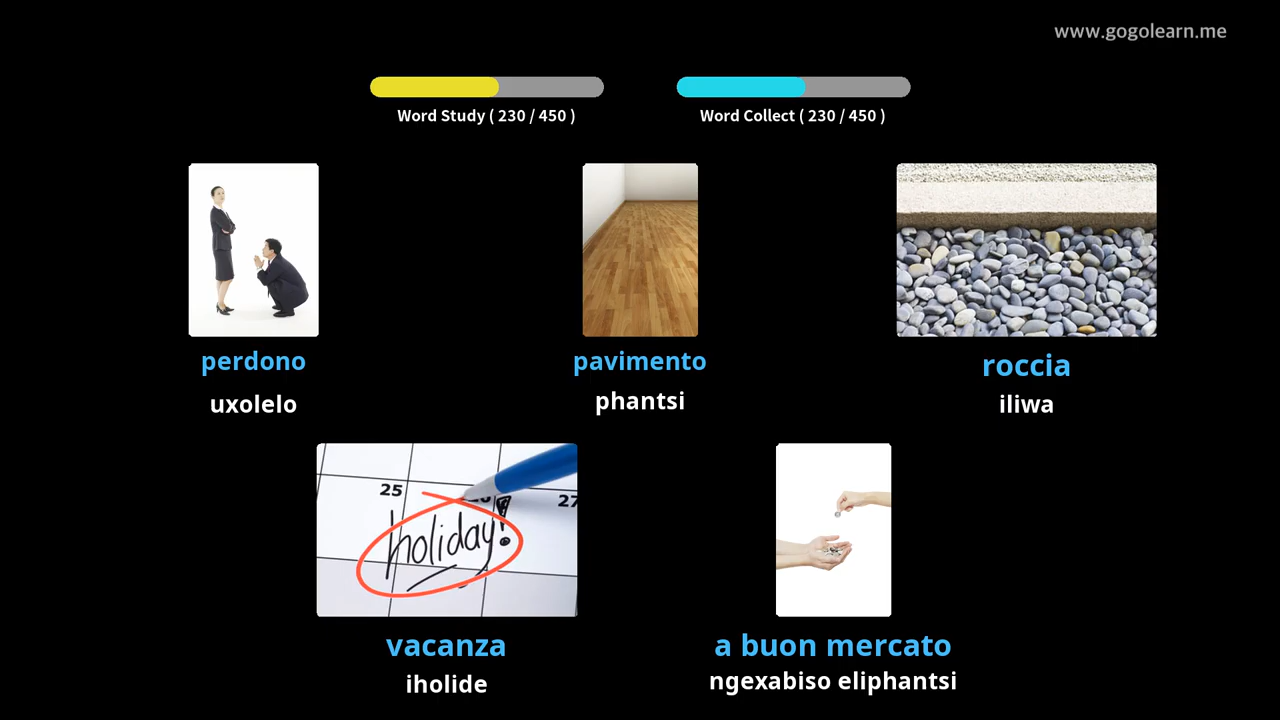 www.gogolearn.me
Word Study ( 230 / 450 )
Word Collect ( 230 / 450 )
perdono
uxolelo
pavimento
phantsi
roccia
iliwa
25
27
holiday!
vacanza
iholide
a buon mercato
ngexabiso eliphantsi